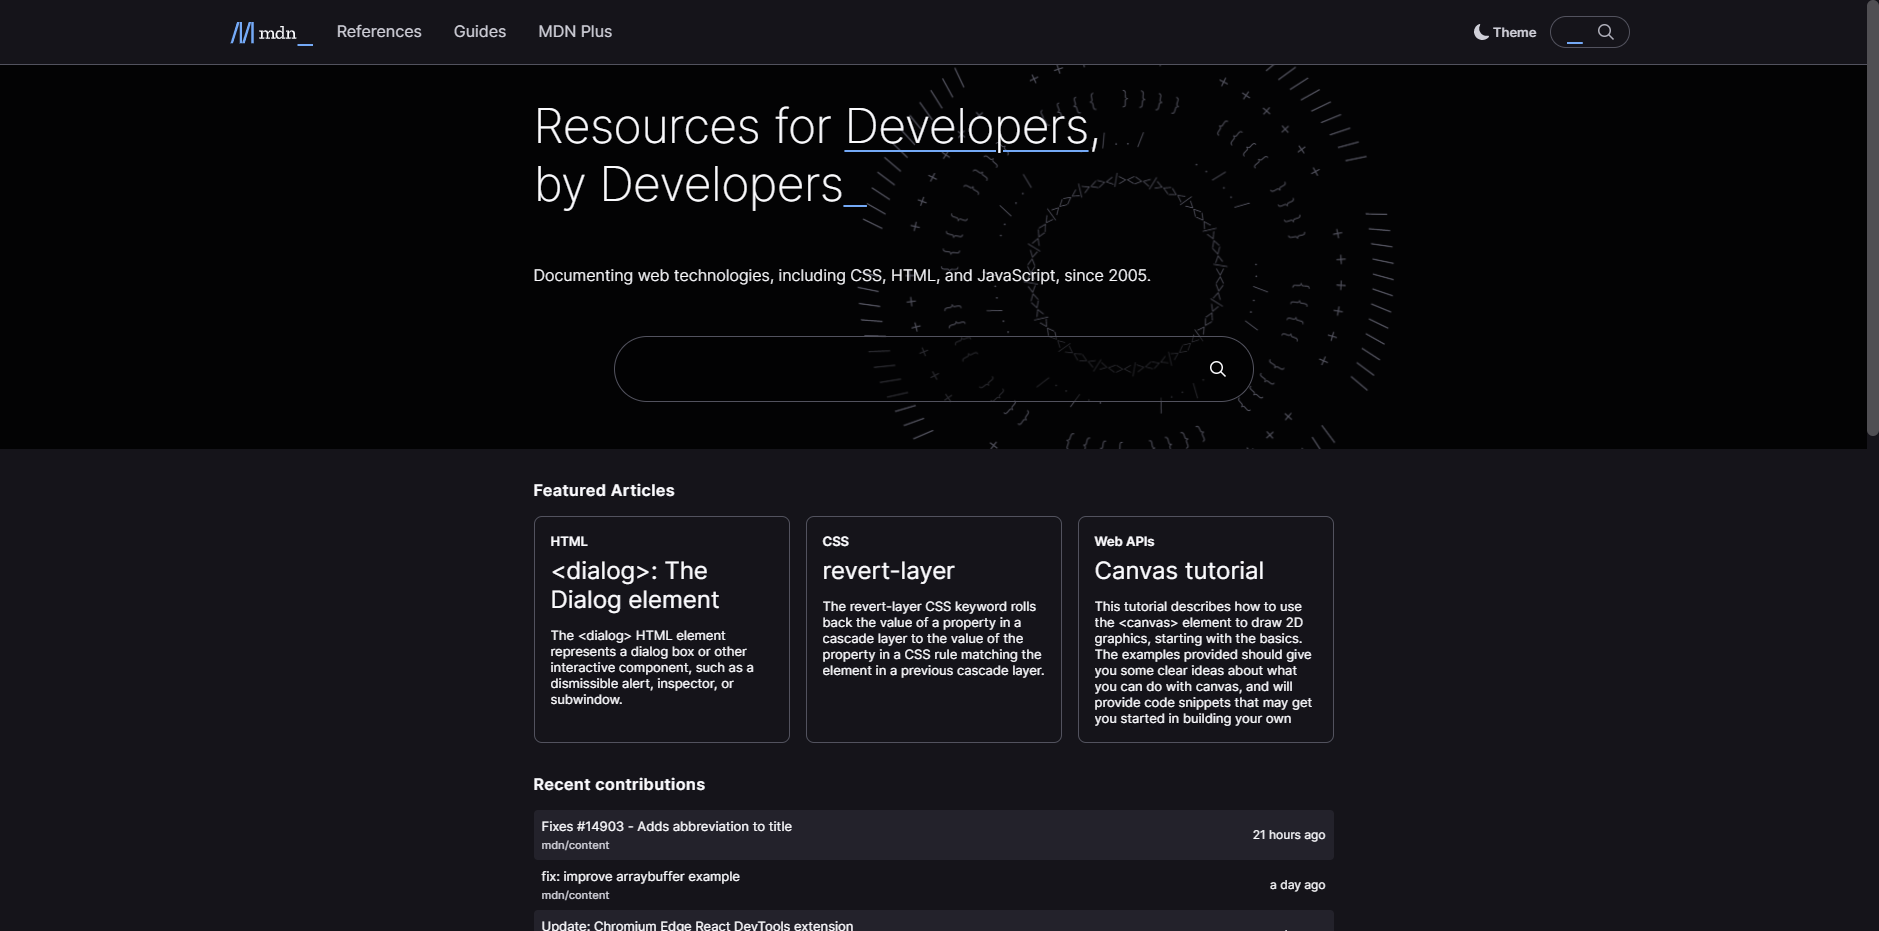 mdn_
References
Guides
MDN Plus
Theme
Resources for Developers,
by Developers_
Documenting web technologies, including CSS, HTML, and JavaScript, since 2005.
Featured Articles
HTML
<dialog>: The
Dialog element
The <dialog> HTML element
represents a dialog box or other
interactive component, such as a
dismissible alert, inspector, or
subwindow.
CSS
revert-layer
The revert-layer CSS keyword rolls
back the value of a property in a
cascade layer to the value of the
property in a CSS rule matching the
element in a previous cascade layer.
Web APIs
Canvas tutorial
This tutorial describes how to use
the <canvas> element to draw 2D
graphics, starting with the basics.
The examples provided should give
you some clear ideas about what
you can do with canvas, and will
provide code snippets that may get
you started in building your own
Recent contributions
Fixes #14903 - Adds abbreviation to title
mdn/content
21 hours ago
fix: improve arraybuffer example
mdn/content
a day ago
Update: Chromium Edge React DevTools extension